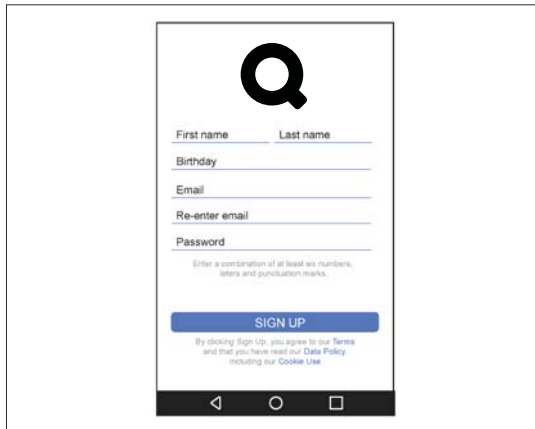 Q
First name Last name
Birthday
Email
Re-enter email
Password
Enter a combination of at least six numbers,
leters and punctuation marks.
SIGN UP
By clicking Sign Up, you agree to our Terms
and that you have read our Data Policy,
including our Cookie Use